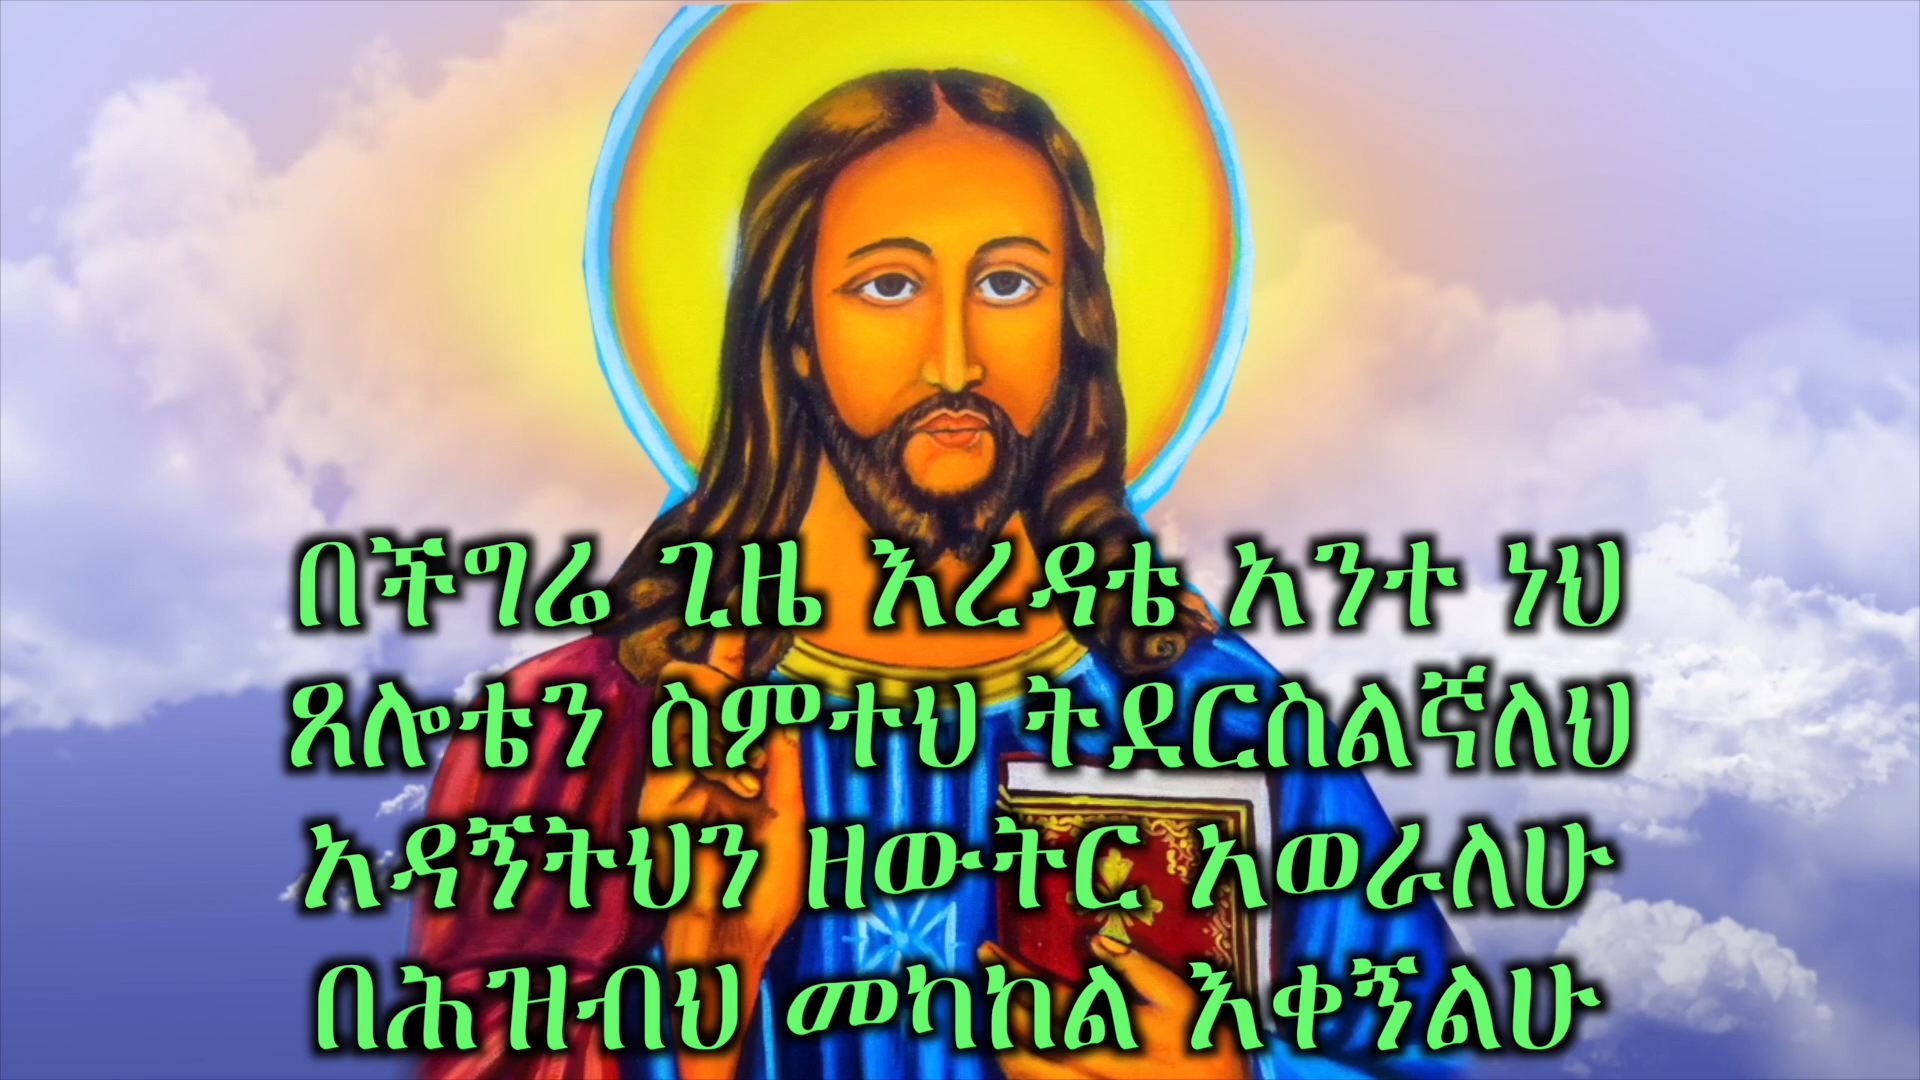 በችግሬ ጊዜ እረዳቴ አንተ ነህ
ጸሎቴን ስምተህ ትደርስልኛለህ
አዳኝትህን ዘውትር አወራለሁ
በሕዝብህ መካከል እቀኝልሁ